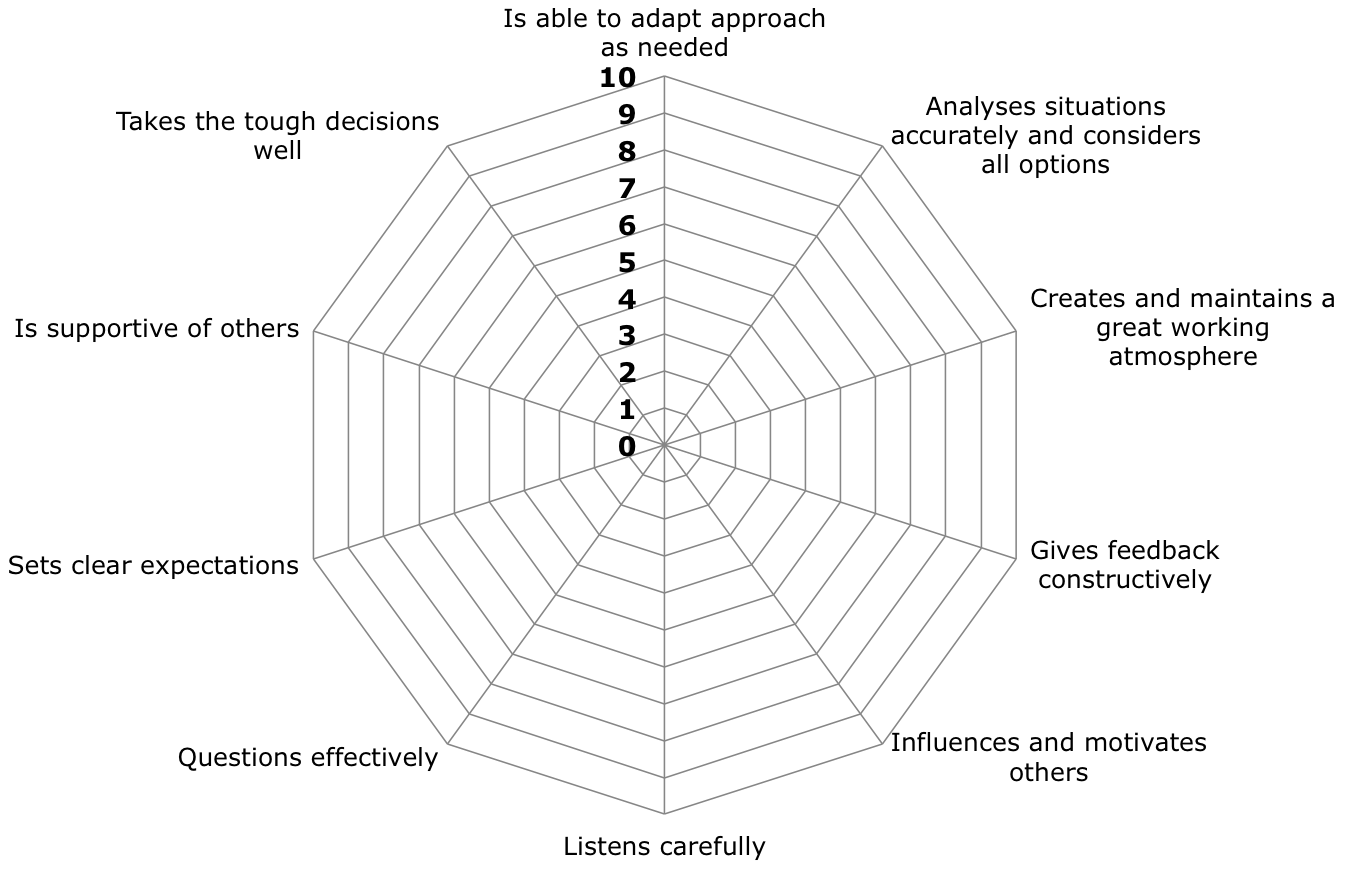 Is able to adapt approach
as needed
10
9
8
7
6
5
4
3
2
1
0
Analyses situations
accurately and considers
all options
Creates and maintains a
great working
atmosphere
Gives feedback
constructively
Influences and motivates
others
Listens carefully
Questions effectively
Sets clear expectations
Is supportive of others
Takes the tough decisions
well